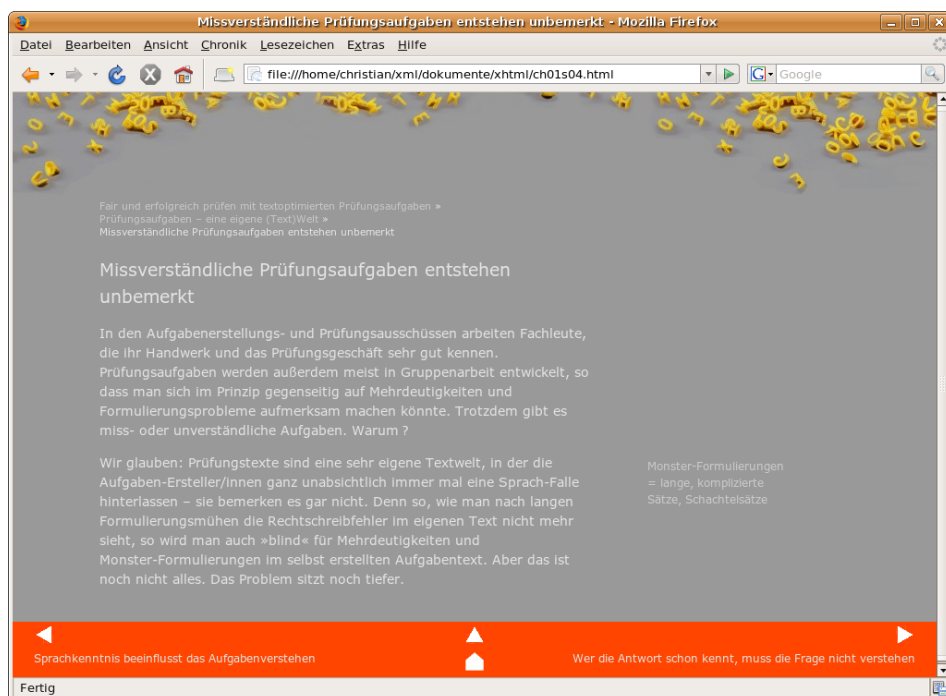 Missverständliche Prüfungsaufgaben entstehen unbemerkt - Mozilla Firefox
Datei Bearbeiten Ansicht Chronik Lesezeichen Extras Hilfe
file:///home/christian/xml/dokumente/xhtml/ch01s04.html
G Google
Fair und erfolgreich prüfen mit textoptimierten Prüfungsaufgaben »
Prüfungsaufgaben – eine eigene (Text)Welt »
Missverständliche Prüfungsaufgaben entstehen unbemerkt
Missverständliche Prüfungsaufgaben entstehen
unbemerkt
In den Aufgabenerstellungs- und Prüfungsausschüssen arbeiten Fachleute,
die ihr Handwerk und das Prüfungsgeschäft sehr gut kennen.
Prüfungsaufgaben werden außerdem meist in Gruppenarbeit entwickelt, so
dass man sich im Prinzip gegenseitig auf Mehrdeutigkeiten und
Formulierungsprobleme aufmerksam machen könnte. Trotzdem gibt es
miss- oder unverständliche Aufgaben. Warum ?
Wir glauben: Prüfungstexte sind eine sehr eigene Textwelt, in der die
Aufgaben-Ersteller/innen ganz unabsichtlich immer mal eine Sprach-Falle
hinterlassen – sie bemerken es gar nicht. Denn so, wie man nach langen
Formulierungsmühen die Rechtschreibfehler im eigenen Text nicht mehr
sieht, so wird man auch »blind« für Mehrdeutigkeiten und
Monster-Formulierungen im selbst erstellten Aufgabentext. Aber das ist
noch nicht alles. Das Problem sitzt noch tiefer.
Monster-Formulierungen
= lange, komplizierte
Sätze, Schachtelsätze
Sprachkenntnis beeinflusst das Aufgabenverstehen
Wer die Antwort schon kennt, muss die Frage nicht verstehen
Fertig